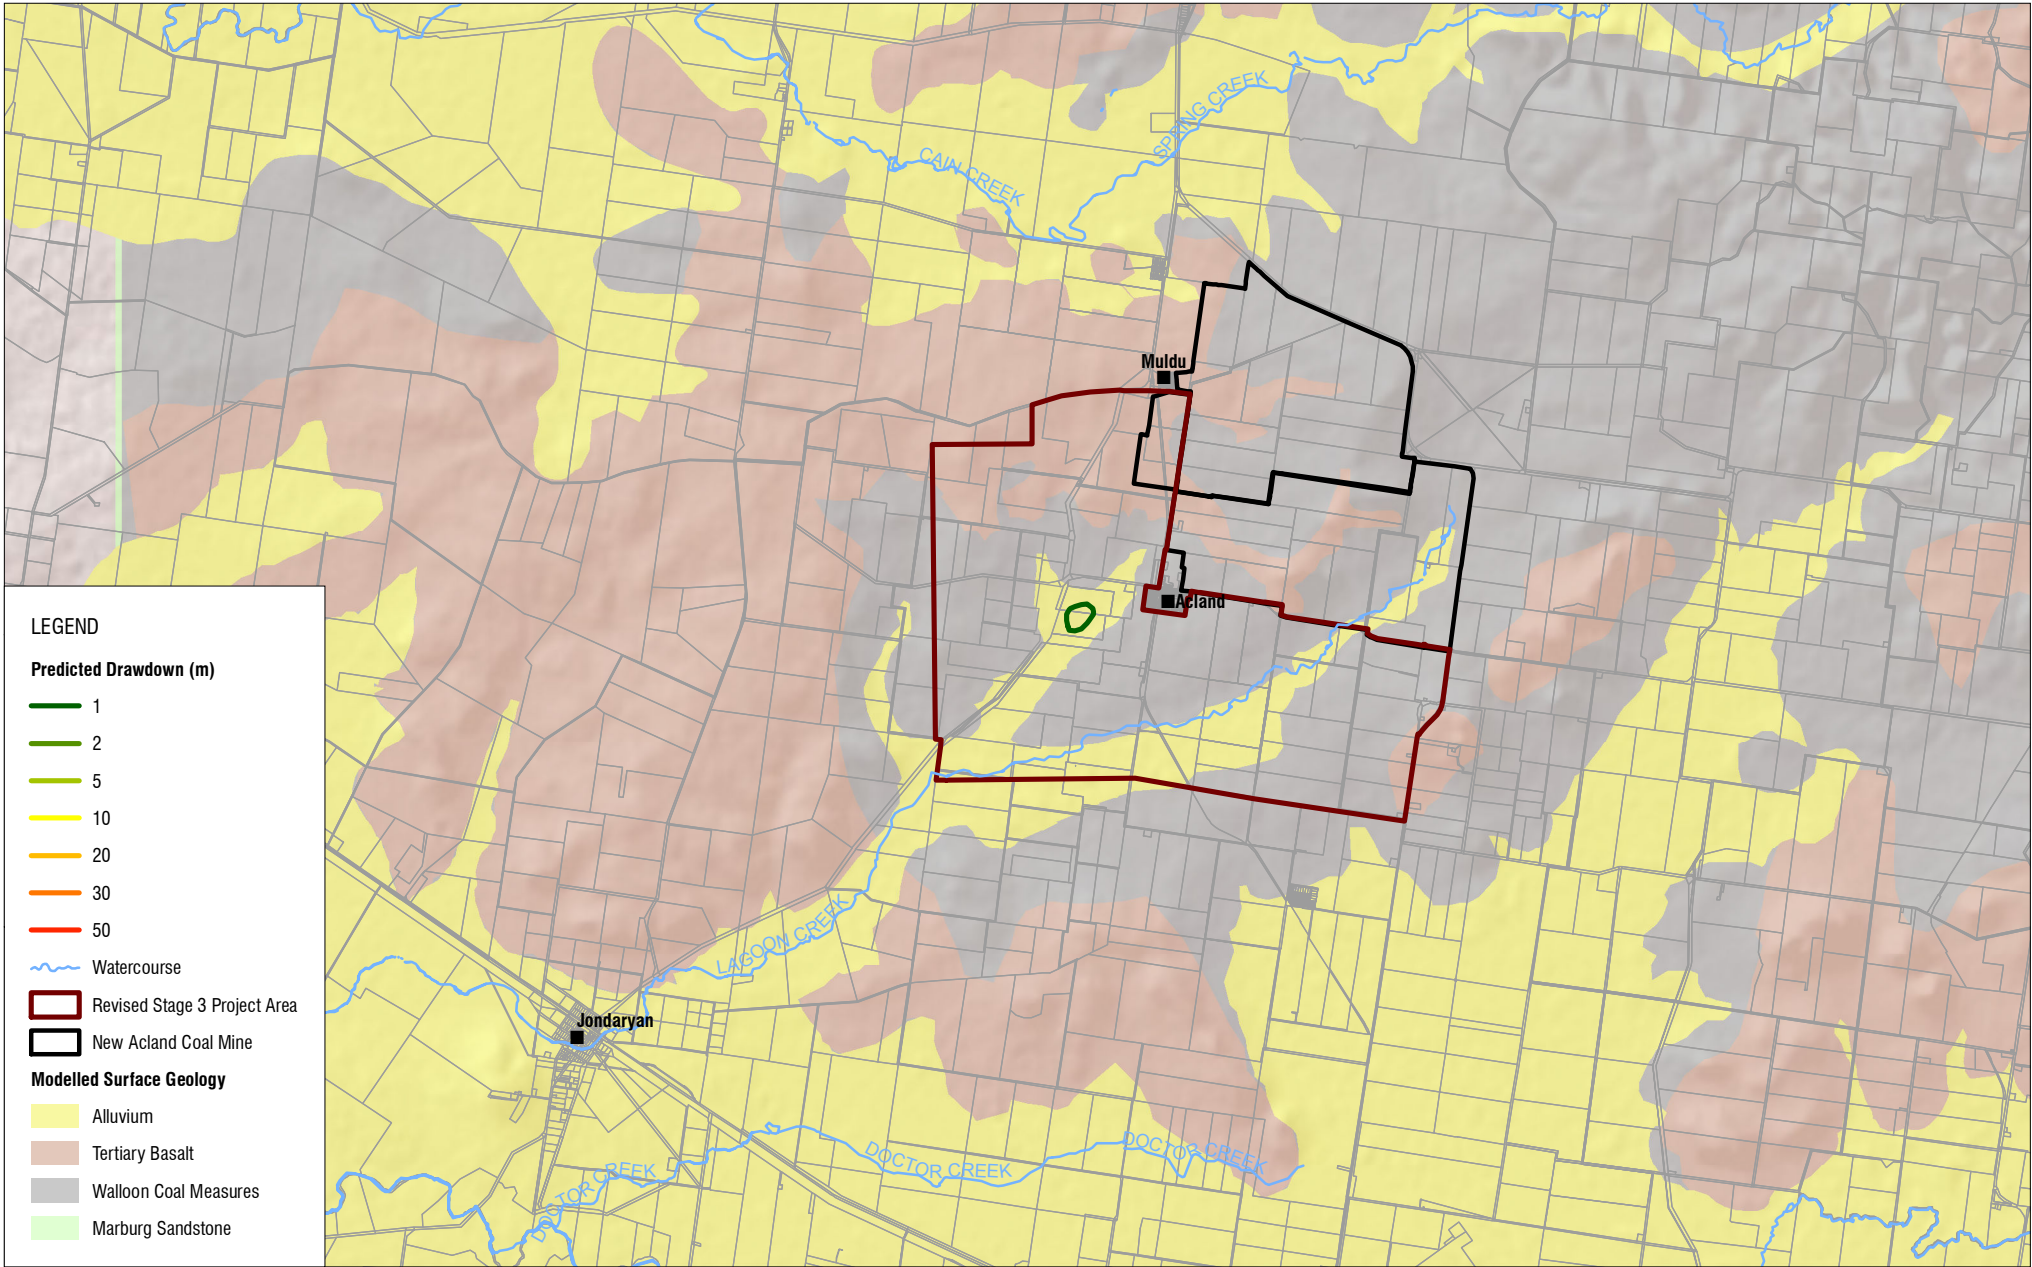 SPRING CREEK
CAIN CREEK
Muldu
Acland
LAGOON CREEK
Jondaryan
DOCTOR CREEK
DOCTOR CREEK
DOCTOR CREEK
LEGEND
Predicted Drawdown (m)
1
2
5
10
20
30
50
Watercourse
Revised Stage 3 Project Area
New Acland Coal Mine
Modelled Surface Geology
Alluvium
Tertiary Basalt
Walloon Coal Measures
Marburg Sandstone